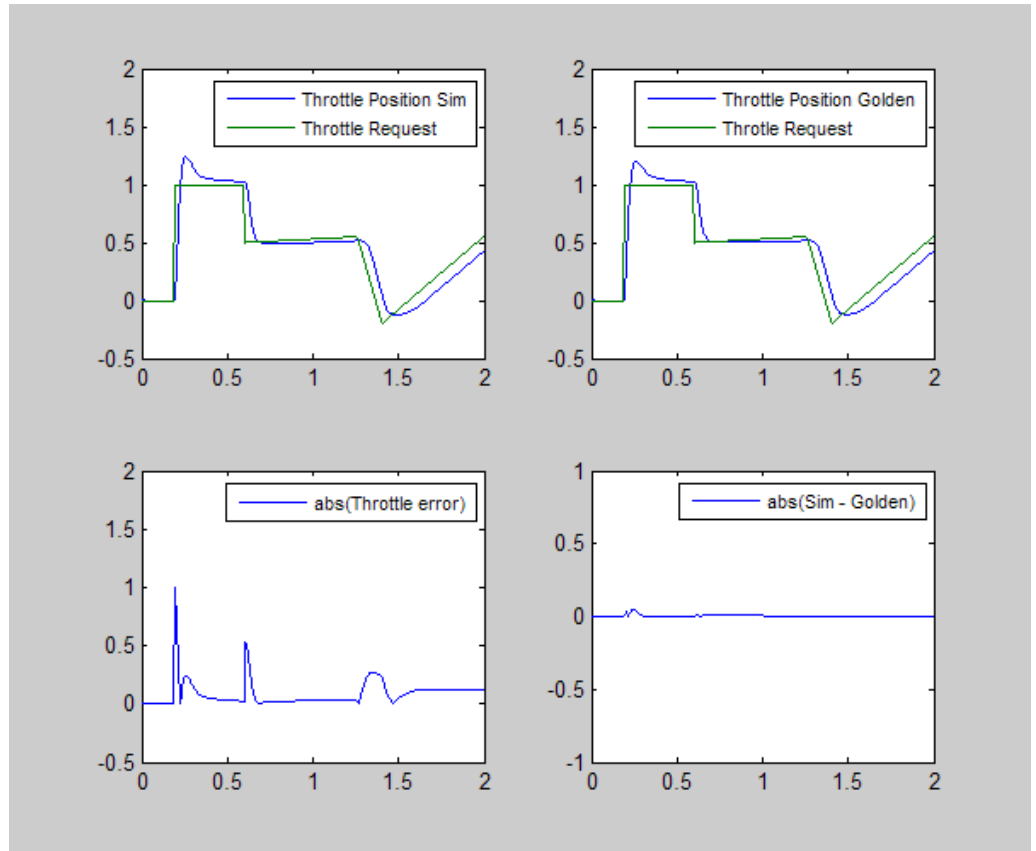 2
1.5
1
0.5
0
-0.5
0 0.5 1 1.5 2
Throttle Position Sim
Throttle Request
2
1.5
1
0.5
0
-0.5
0 0.5 1 1.5 2
Throttle Position Golden
Throtle Request
2
1.5
1
0.5
0
-0.5
0 0.5 1 1.5 2
abs(Throttle error)
1
0.5
0
-0.5
-1
0 0.5 1 1.5 2
abs(Sim - Golden)